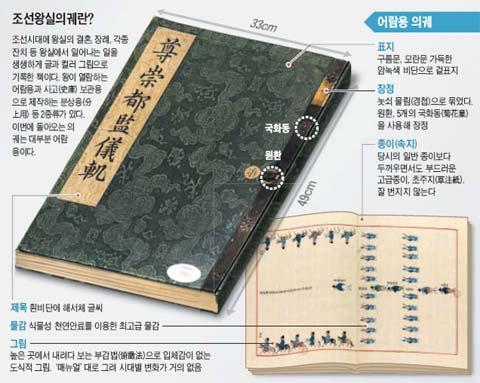 조선왕실의궤란?
조선시대에 왕실의 결혼, 장례, 각종
잔치 등 왕실에서 일어나는 일을
생생하게 글과 컬러 그림으로
기록한 책이다. 왕이 열람하는
어람용과 사고(史庫) 보관용
으로 제작하는 분상용(分
上用) 등 2종류가 있다.
이번에 돌아오는 의
궤는 대부분 어람
용이다.
33cm
49cm
尊崇都監儀軌
국화동
원환
어람용 의궤
표지
구름문, 모란문 가득한
암녹색 비단으로 겉표지
장정
놋쇠 물림(경첩)으로 묶었다.
원환, 5개의 국화동(菊花童)
을 사용해 장정
종이(속지)
당시의 일반 종이보다
두꺼우면서도 부드러운
고급종이, 초주지(草注紙).
잘 번지지 않는다
제목 흰비단에 해서체 글씨
물감 식물성 천연안료를 이용한 최고급 물감
그림
높은 곳에서 내려다 보는 부감법(俯瞰法)으로 입체감이 없는
도식적 그림. '매뉴얼' 대로 그려 시대별 변화가 거의 없음